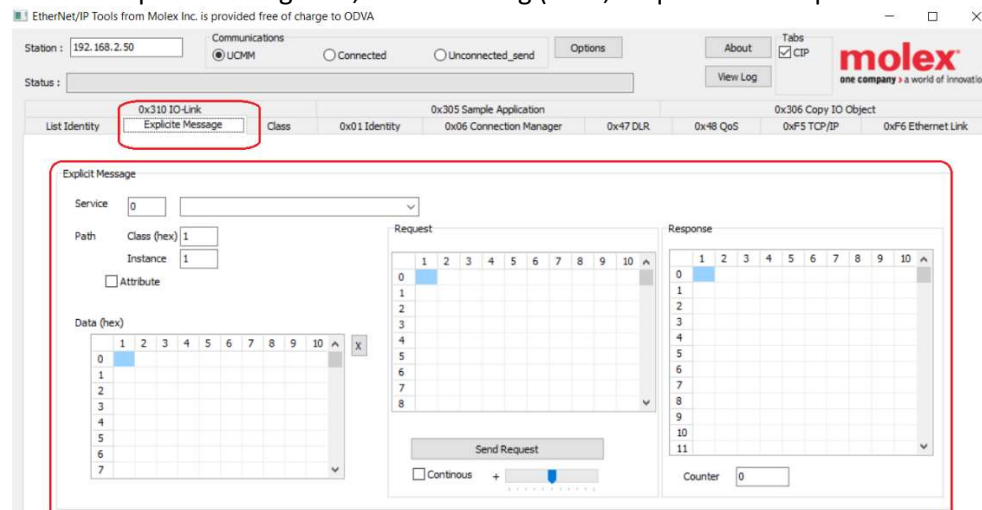 EtherNet/IP Tools from Molex Inc. is provided free of charge to ODVA
Station : 192.168.2.50
Communications
UCMM Connected Unconnected_send
Options
About
View Log
Tabs
CIP
molex
one company > a world of innovatio
Status :
0x310 IO-Link 0x305 Sample Application 0x306 Copy IO Object
List Identity Explicite Message Class 0x01 Identity 0x06 Connection Manager 0x47 DLR 0x48 QoS 0xF5 TCP/IP 0xF6 Ethernet Link
Explicit Message
Service 0
Path Class (hex) 1
Instance 1
Attribute
Data (hex)
1 2 3 4 5 6 7 8 9 10
0
1
2
3
4
5
6
7
X
Request
1 2 3 4 5 6 7 8 9 10
0
1
2
3
4
5
6
7
8
Send Request
Continous +
Response
1 2 3 4 5 6 7 8 9 10
0
1
2
3
4
5
6
7
8
9
10
11
Counter 0